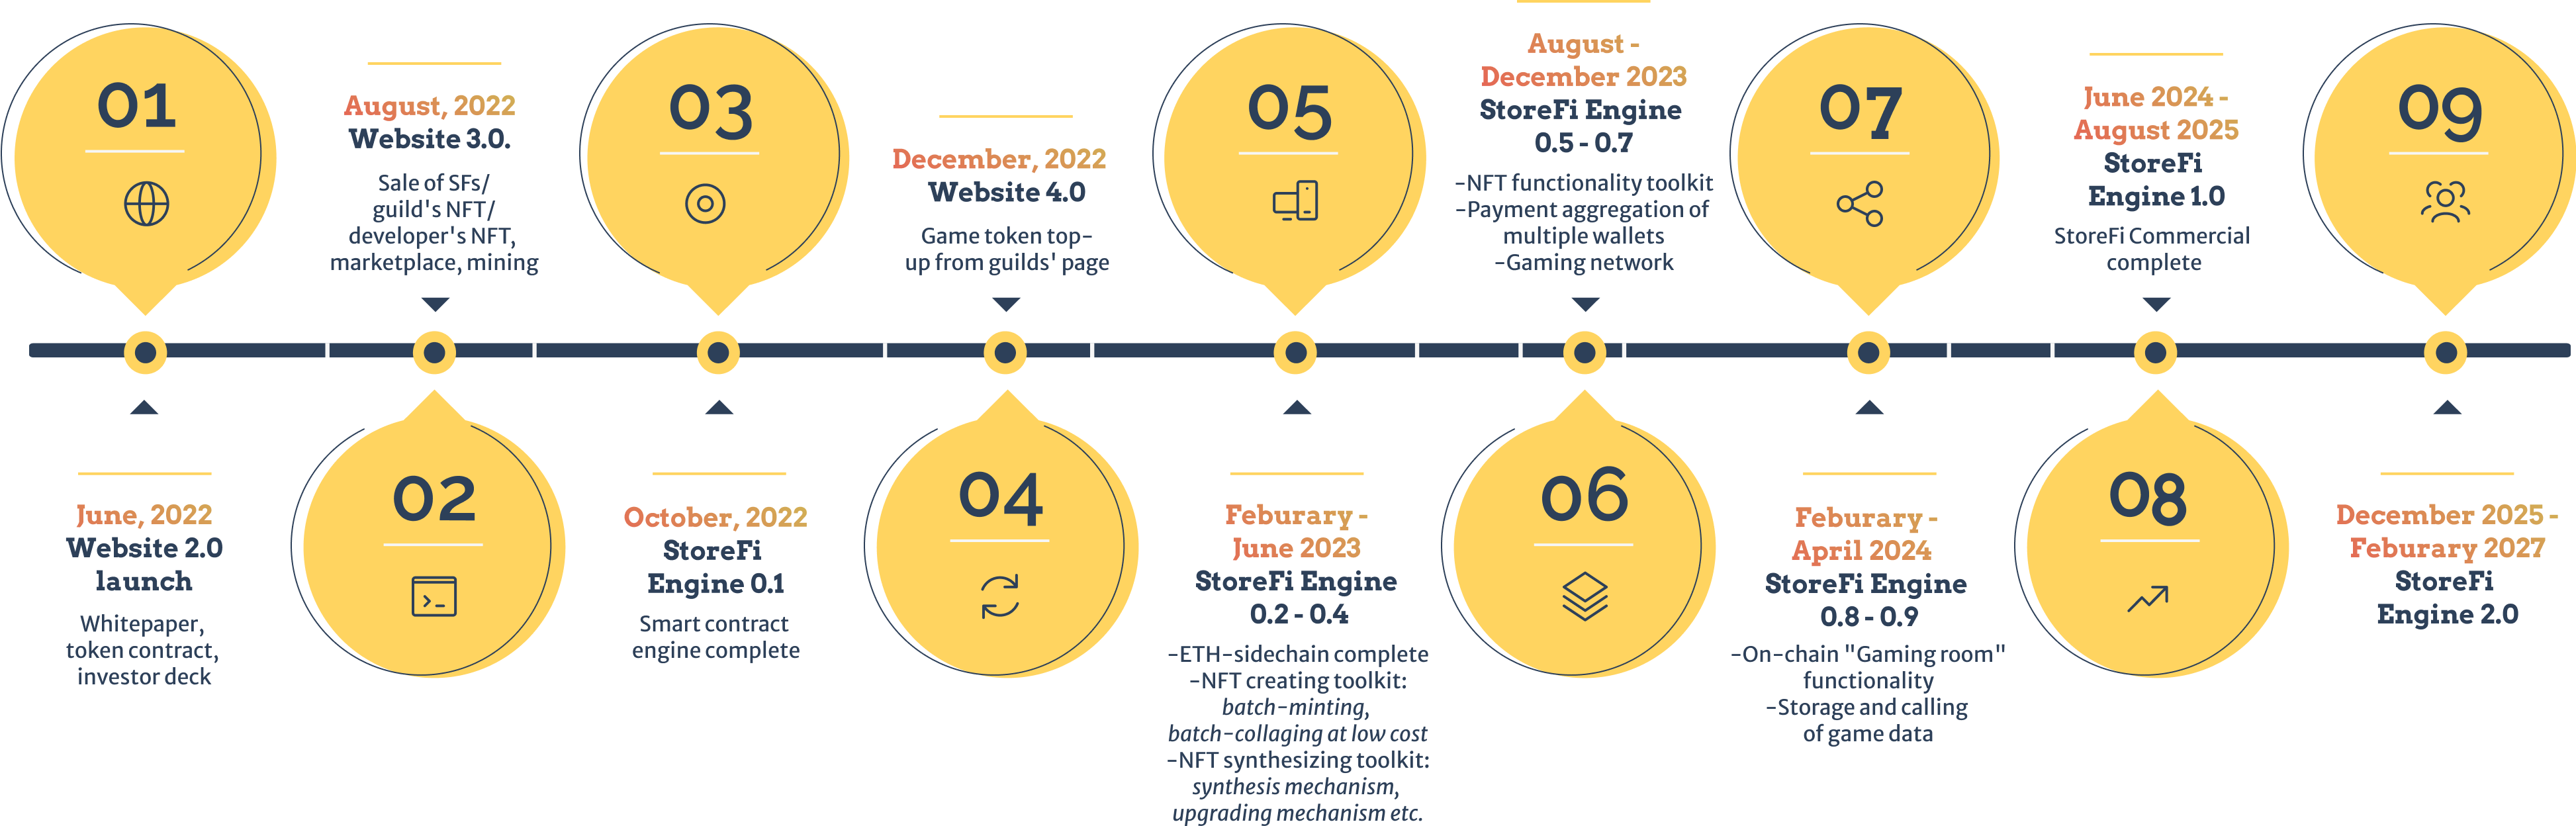 01
June, 2022
Website 2.0
launch
Whitepaper,
token contract,
investor deck
August, 2022
Website 3.0.
Sale of SFs/
guild's NFT/
developer's NFT,
marketplace, mining
02
03
October, 2022
StoreFi
Engine 0.1
Smart contract
engine complete
December, 2022
Website 4.0
Game token top-
up from guilds' page
04
05
Feburary -
June 2023
StoreFi Engine
0.2 - 0.4
-ETH-sidechain complete
-NFT creating toolkit:
batch-minting,
batch-collaging at low cost
-NFT synthesizing toolkit:
synthesis mechanism,
upgrading mechanism etc.
August -
December 2023
StoreFi Engine
0.5 - 0.7
-NFT functionality toolkit
-Payment aggregation of
multiple wallets
-Gaming network
06
07
Feburary -
April 2024
StoreFi Engine
0.8 - 0.9
-On-chain "Gaming room"
functionality
-Storage and calling
of game data
June 2024 -
August 2025
StoreFi
Engine 1.0
StoreFi Commercial
complete
08
09
December 2025 -
Feburary 2027
StoreFi
Engine 2.0